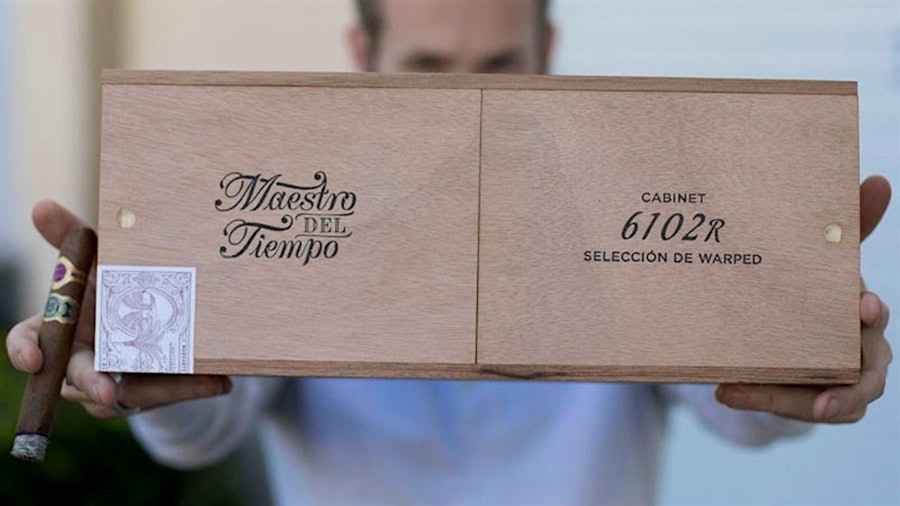 Maestro
DEL
Tiempo
CABINET
6102R
SELECCIÓN DE WARPED